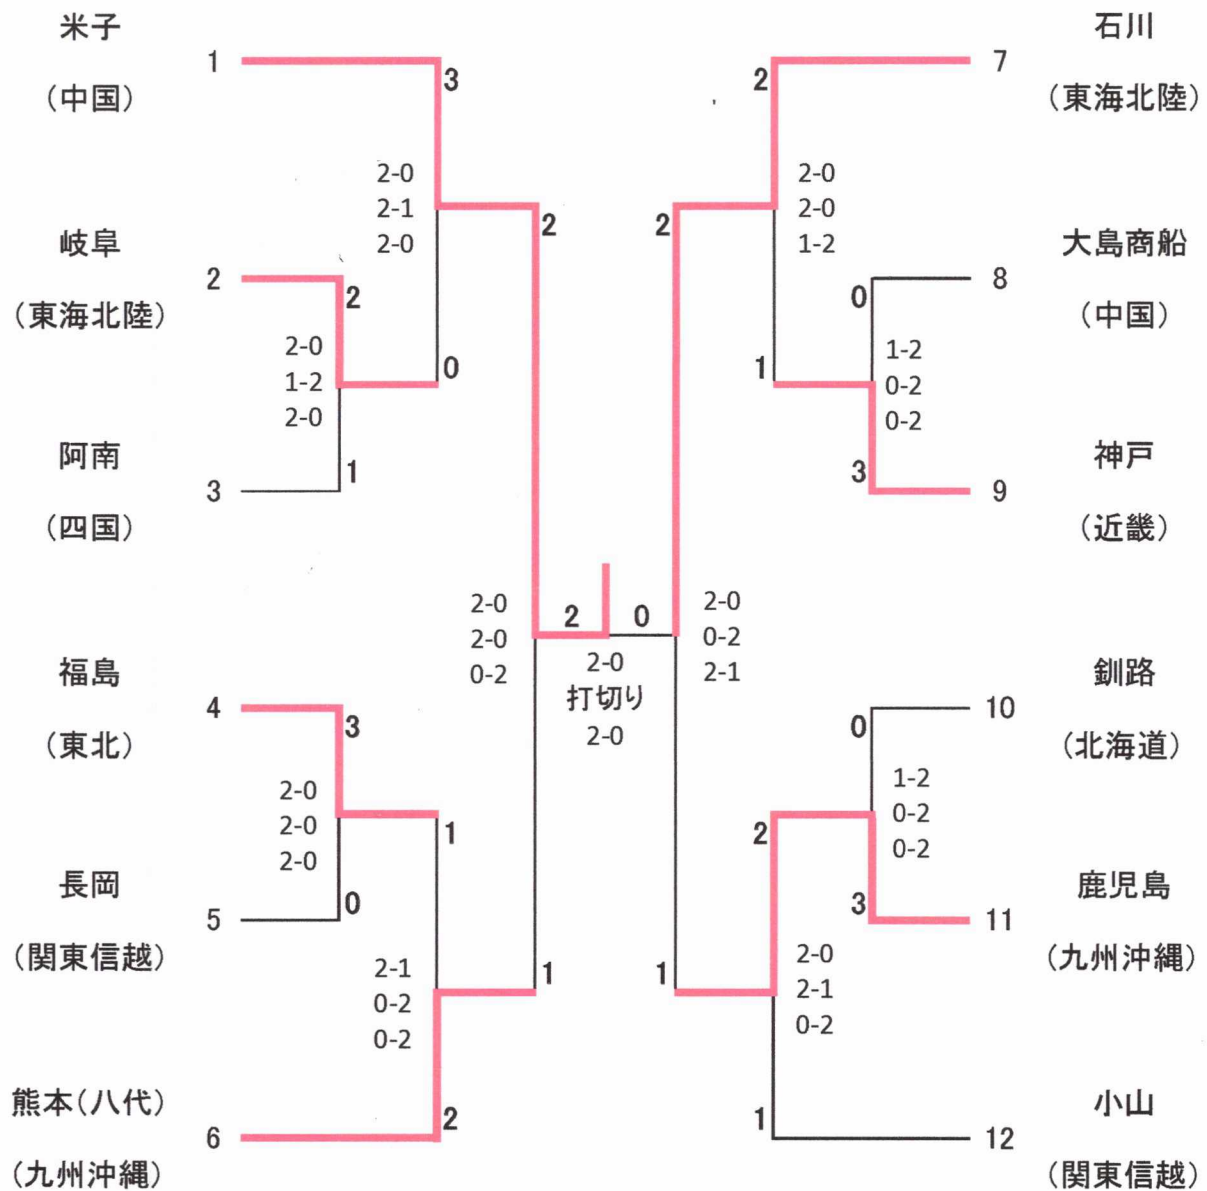 米子
1
(中国)
3
2-0
2-1
2-0
岐阜
2
(東海北陸)
2
2-0
1-2
2-0
0
阿南
3
(四国)
1
2
福島
4
(東北)
3
2-0
2-0
2-0
長岡
5
(関東信越)
0
1
2-1
0-2
0-2
熊本(八代)
6
(九州沖縄)
2
1
2-0
2-0
0-2
2
0
2-0
打切り
2-0
石川
7
(東海北陸)
2
2-0
2-0
1-2
2
大島商船
8
(中国)
0
1-2
0-2
0-2
1
神戸
9
(近畿)
3
2-0
0-2
2-1
釧路
10
(北海道)
0
1-2
0-2
0-2
2
鹿児島
11
(九州沖縄)
3
2-0
2-1
0-2
1
小山
12
(関東信越)
1